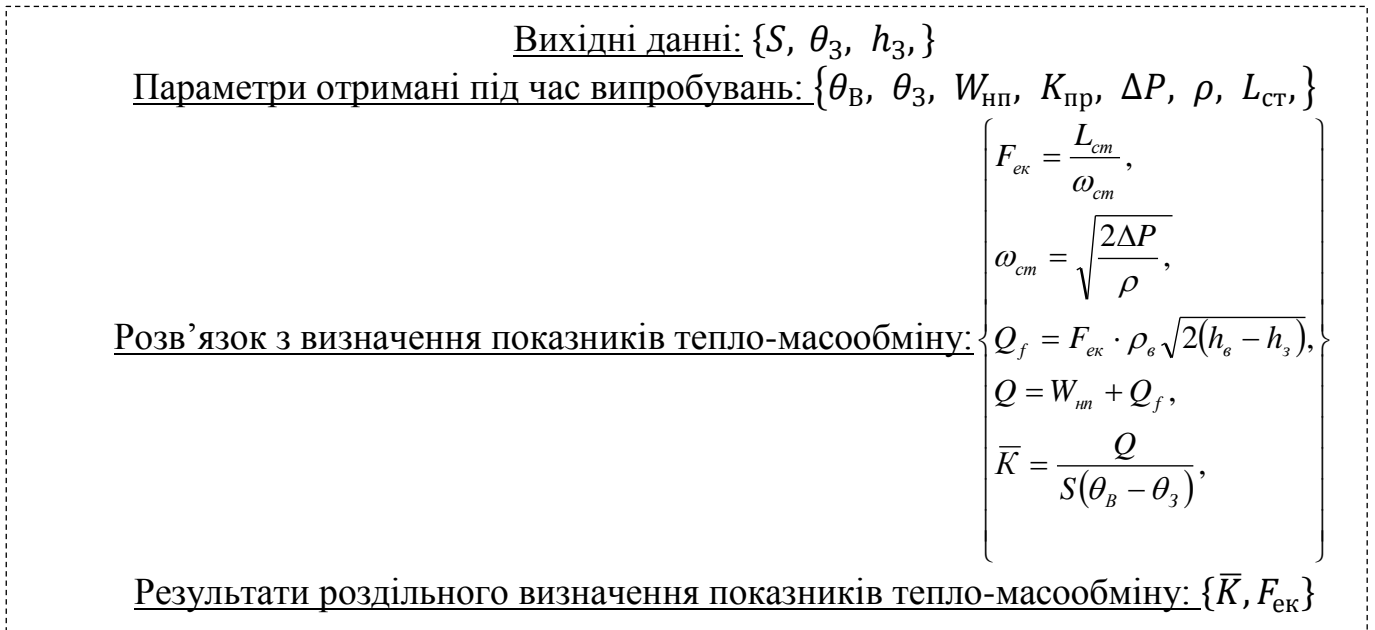 Вихідні данні: {S, θ_З, h_З,}
Параметри отримані під час випробувань: {θ_В, θ_З, W_нп, K_пр, ΔP, ρ, L_ст,}
F_ек = L_ст / ω_ст,
ω_ст = √(2ΔP / ρ),
Розв’язок з визначення показників тепло-масообміну: Q_f = F_ек · ρ_в √(2(h_в − h_з)),
Q = W_нп + Q_f,
K̅ = Q / S(θ_В − θ_З),
Результати роздільного визначення показників тепло-масообміну: {K̅, F_ек}